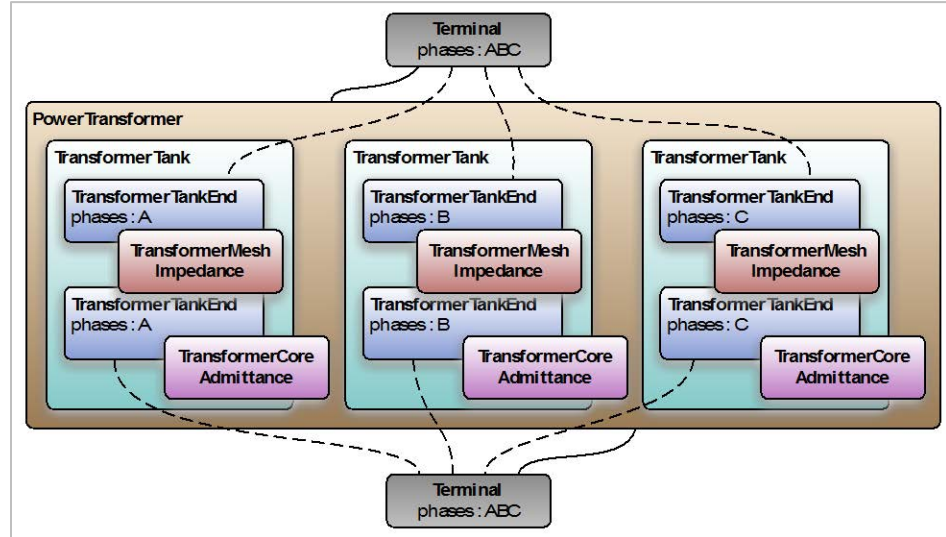 Terminal
phases : ABC
PowerTransformer
TransformerTank
TransformerTankEnd
phases : A
TransformerMesh
Impedance
TransformerTankEnd
phases : A
TransformerCore
Admittance
TransformerTank
TransformerTankEnd
phases : B
TransformerMesh
Impedance
TransformerTankEnd
phases : B
TransformerCore
Admittance
TransformerTank
TransformerTankEnd
phases : C
TransformerMesh
Impedance
TransformerTankEnd
phases : C
TransformerCore
Admittance
Terminal
phases : ABC